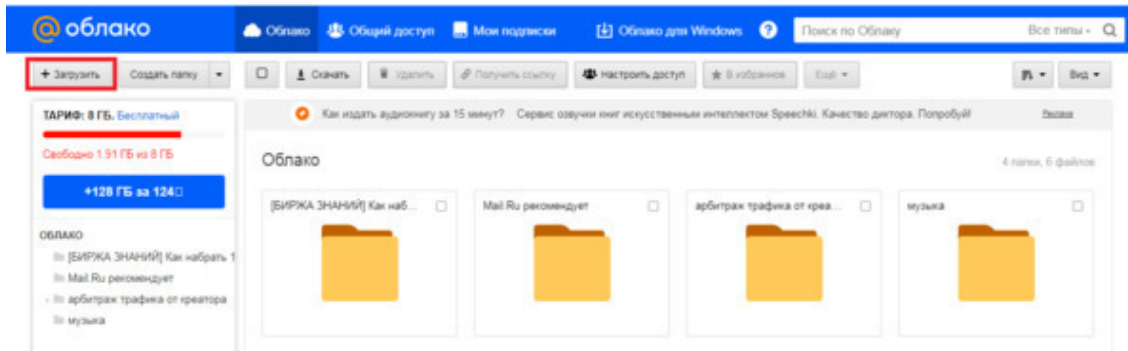 облако
Облако Общий доступ Мои подписки Облако для Windows ? Поиск по Облаку Все типы
+ Загрузить Создать папку Скачать Удалить Получить ссылку Настроить доступ В избранное Ещё Вид
ТАРИФ: 8 ГБ. Бесплатный
Свободно 1.91 ГБ из 8 ГБ
+128 ГБ за 124
Как издать аудиокнигу за 15 минут? Сервис озвучки книг искусственным интеллектом Speechki. Качество диктора. Попробуй!
Облако
4 папки, 6 файлов
[БИРЖА ЗНАНИЙ] Как наб...
Mail.Ru рекомендует
арбитраж трафика от креа...
музыка
ОБЛАКО
[БИРЖА ЗНАНИЙ] Как набрать 1
Mail.Ru рекомендует
арбитраж трафика от креатора
музыка